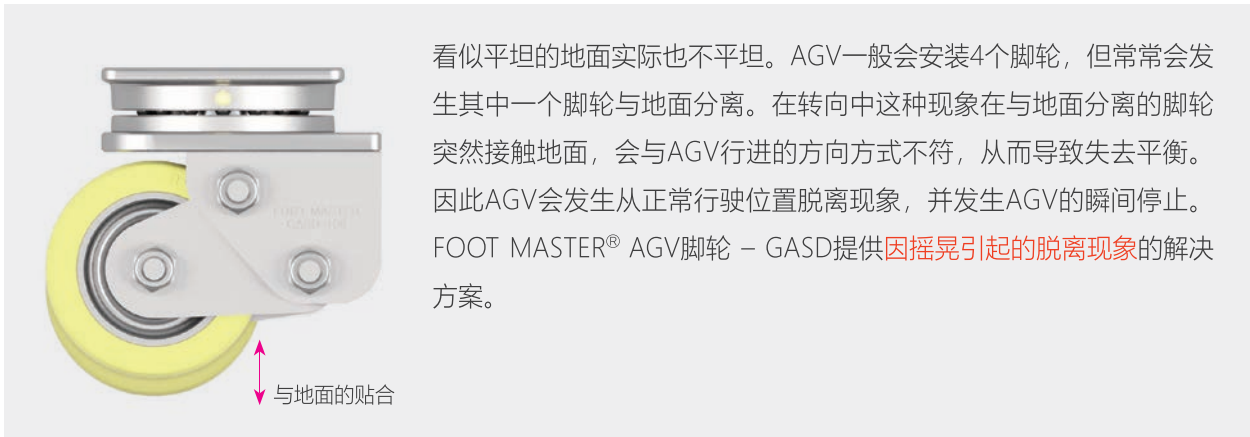 看似平坦的地面实际也不平坦。AGV一般会安装4个脚轮，但常常会发
生其中一个脚轮与地面分离。在转向中这种现象在与地面分离的脚轮
突然接触地面，会与AGV行进的方向方式不符，从而导致失去平衡。
因此AGV会发生从正常行驶位置脱离现象，并发生AGV的瞬间停止。
FOOT MASTER® AGV脚轮 – GASD提供因摇晃引起的脱离现象的解决
方案。
FOOT MASTER
与地面的贴合